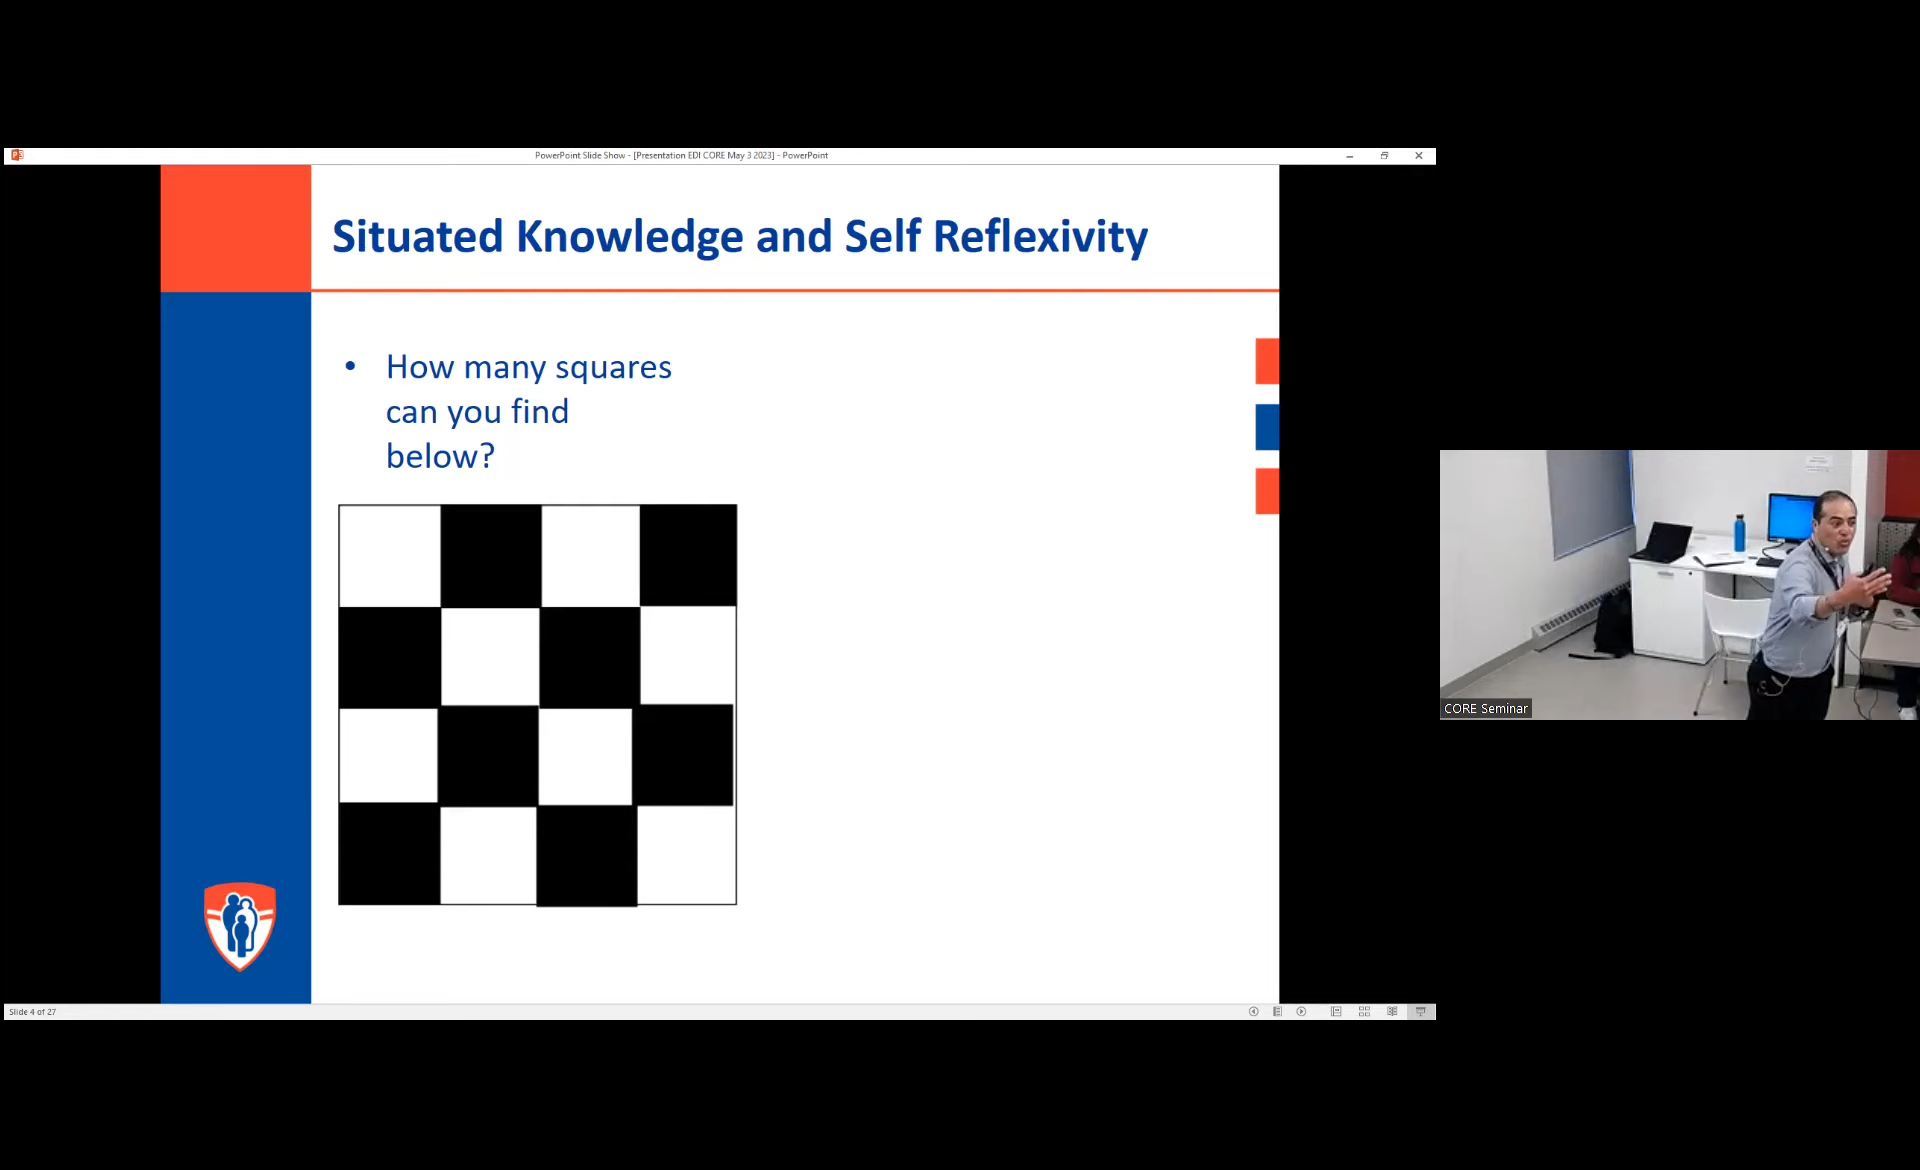 PowerPoint Slide Show - [Presentation EDI CORE May 3 2023] - PowerPoint
Situated Knowledge and Self Reflexivity
• How many squares
can you find
below?
CORE Seminar
Slide 4 of 27